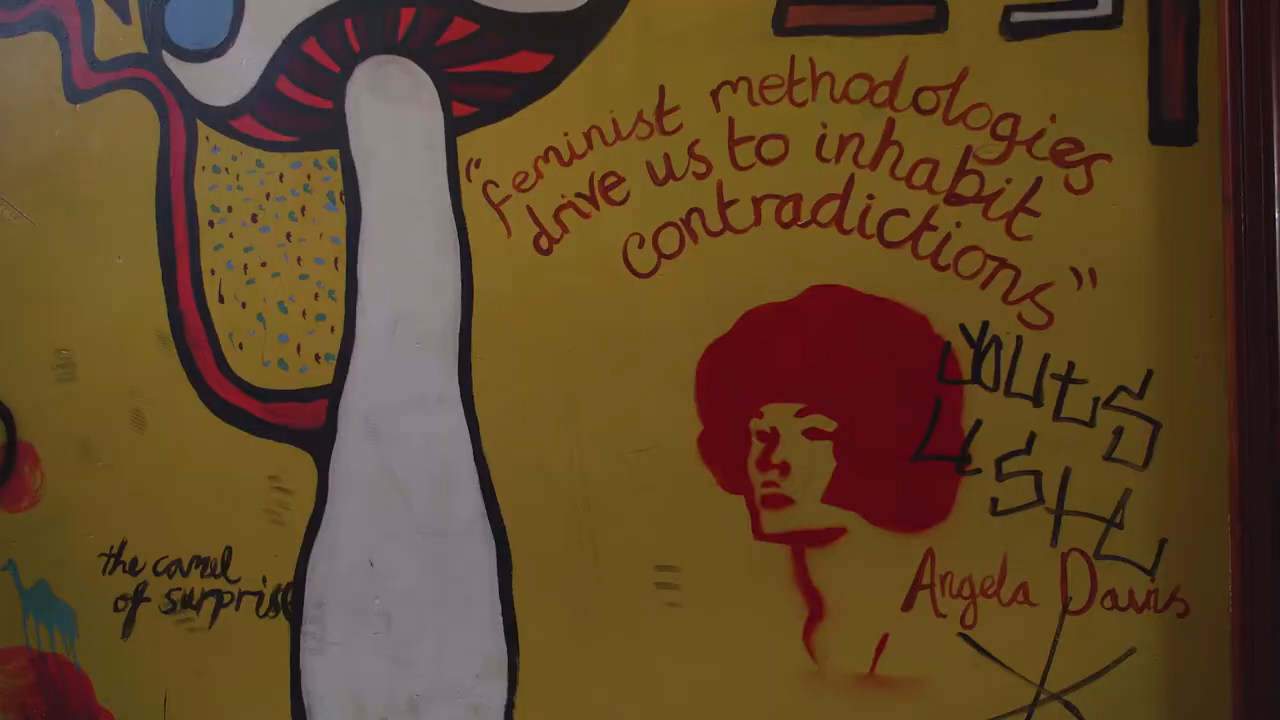 "feminist methodologies
drive us to inhabit
contradictions"
Angela Davis
the camel
of surprise